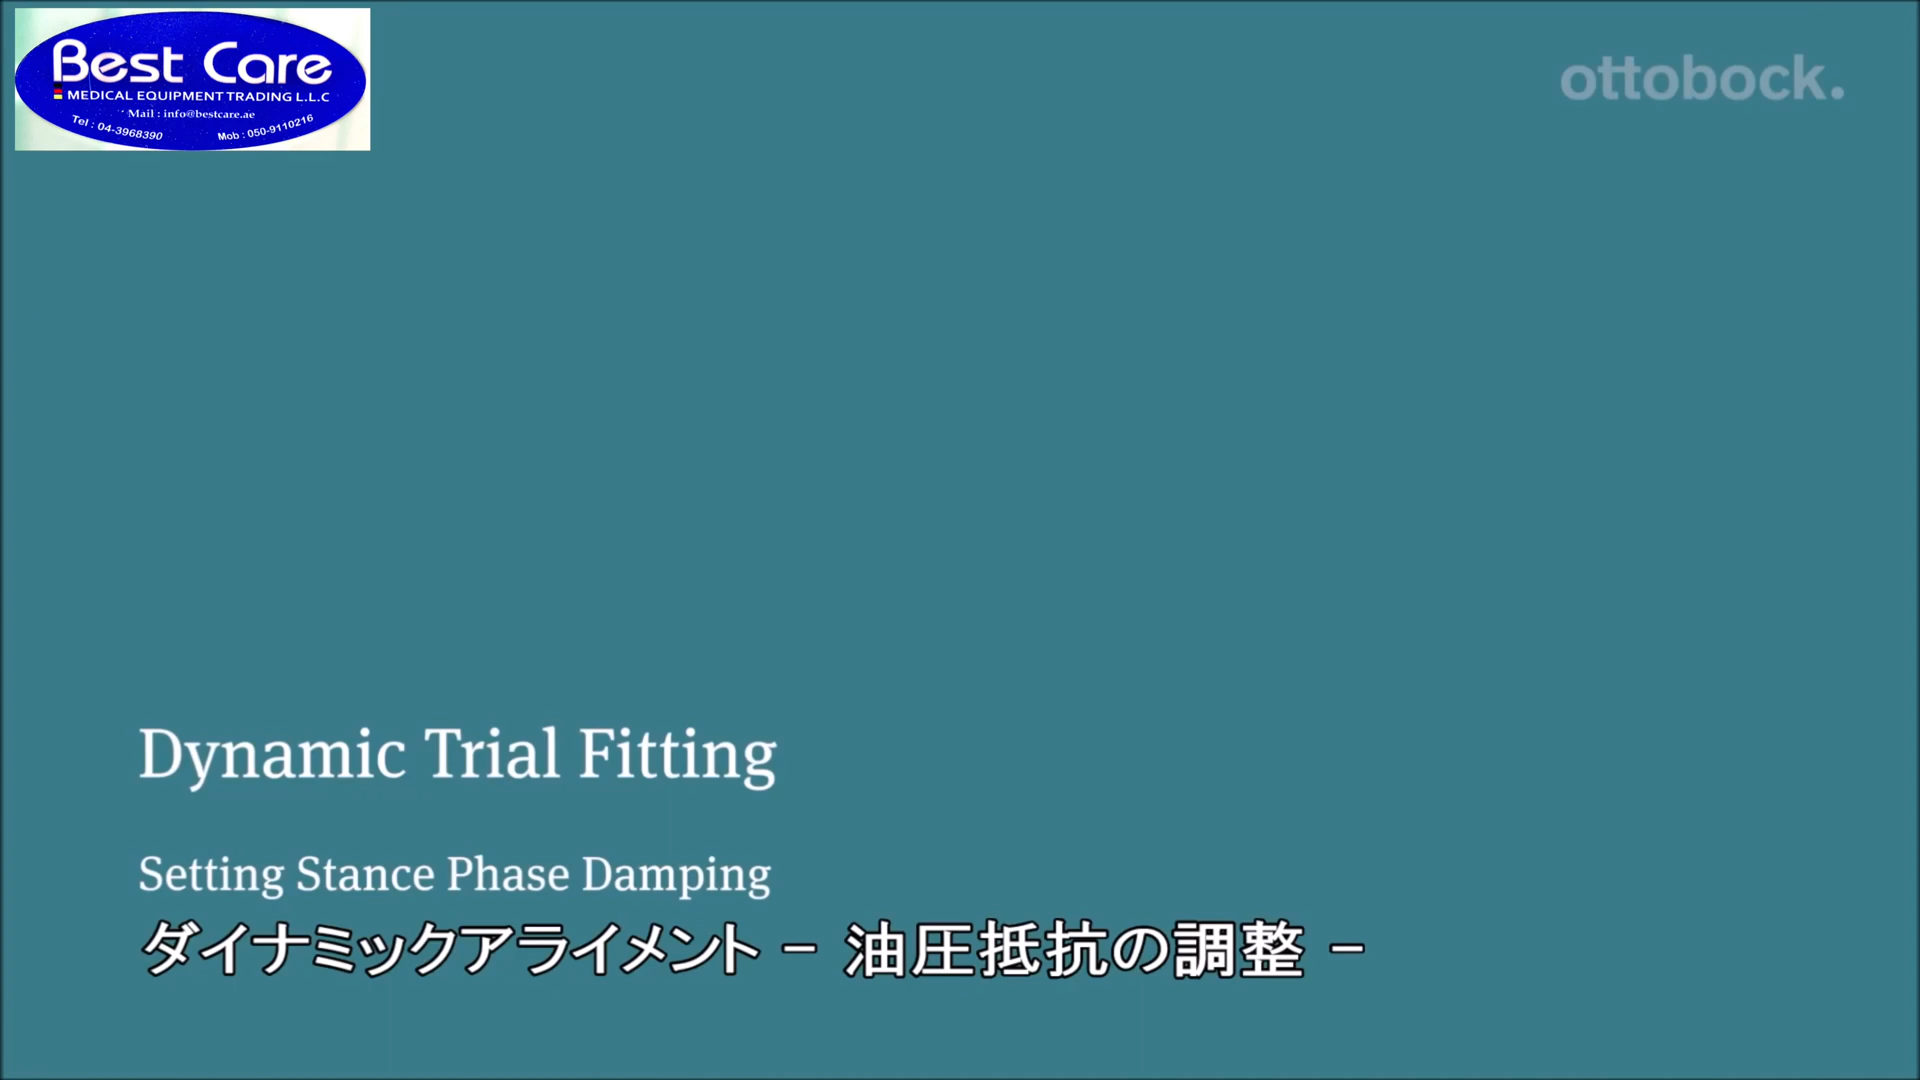 Best Care
MEDICAL EQUIPMENT TRADING L.L.C
Mail : info@bestcare.ae
Tel : 04-3968390
Mob : 050-9110216
ottobock.
Dynamic Trial Fitting
Setting Stance Phase Damping
ダイナミックアライメント − 油圧抵抗の調整 −